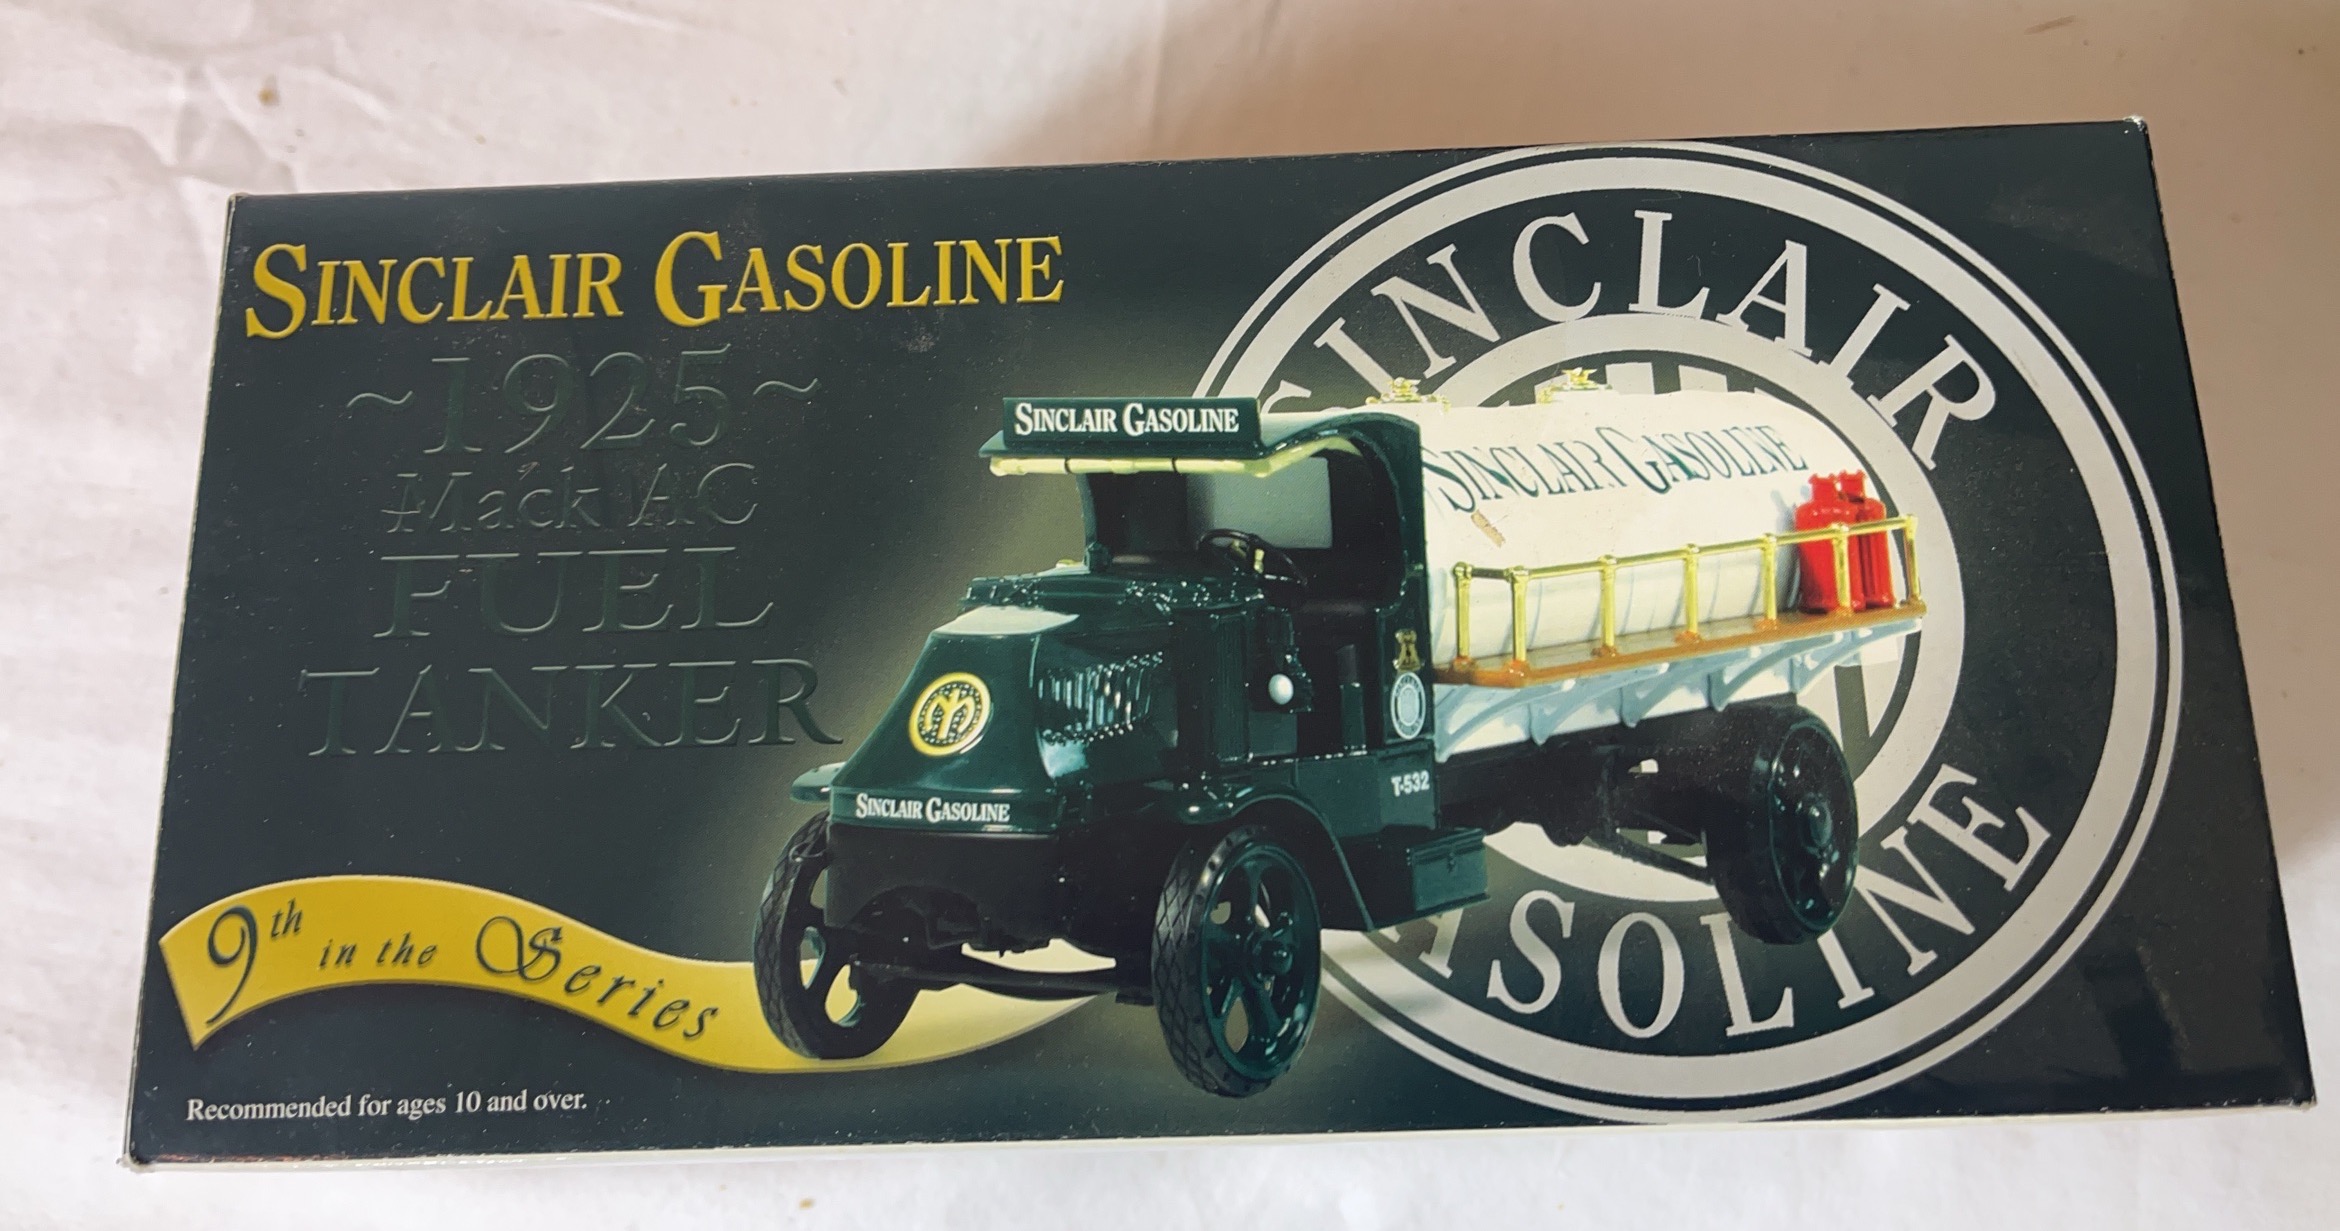 SINCLAIR GASOLINE
~1925~
Mack AC
FUEL
TANKER
SINCLAIR GASOLINE
SINCLAIR GASOLINE
SINCLAIR GASOLINE
T-532
SINCLAIR
GASOLINE
9th in the Series
Recommended for ages 10 and over.